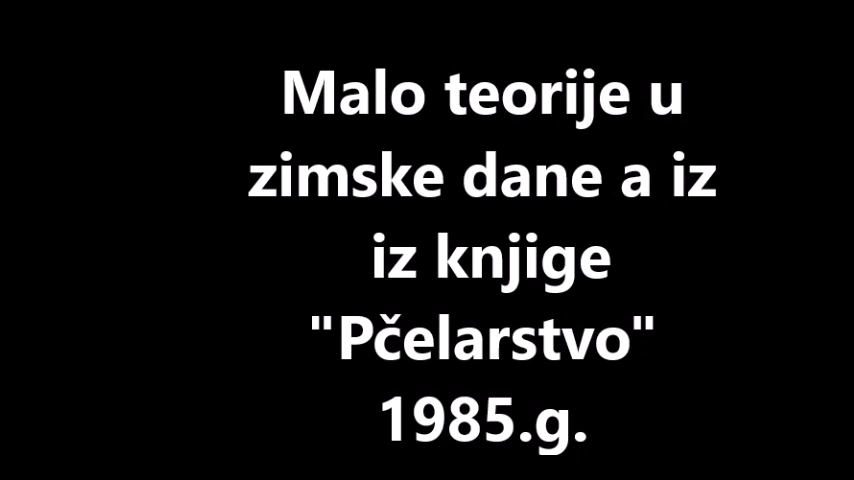 Malo teorije u
zimske dane a iz
iz knjige
"Pčelarstvo"
1985.g.